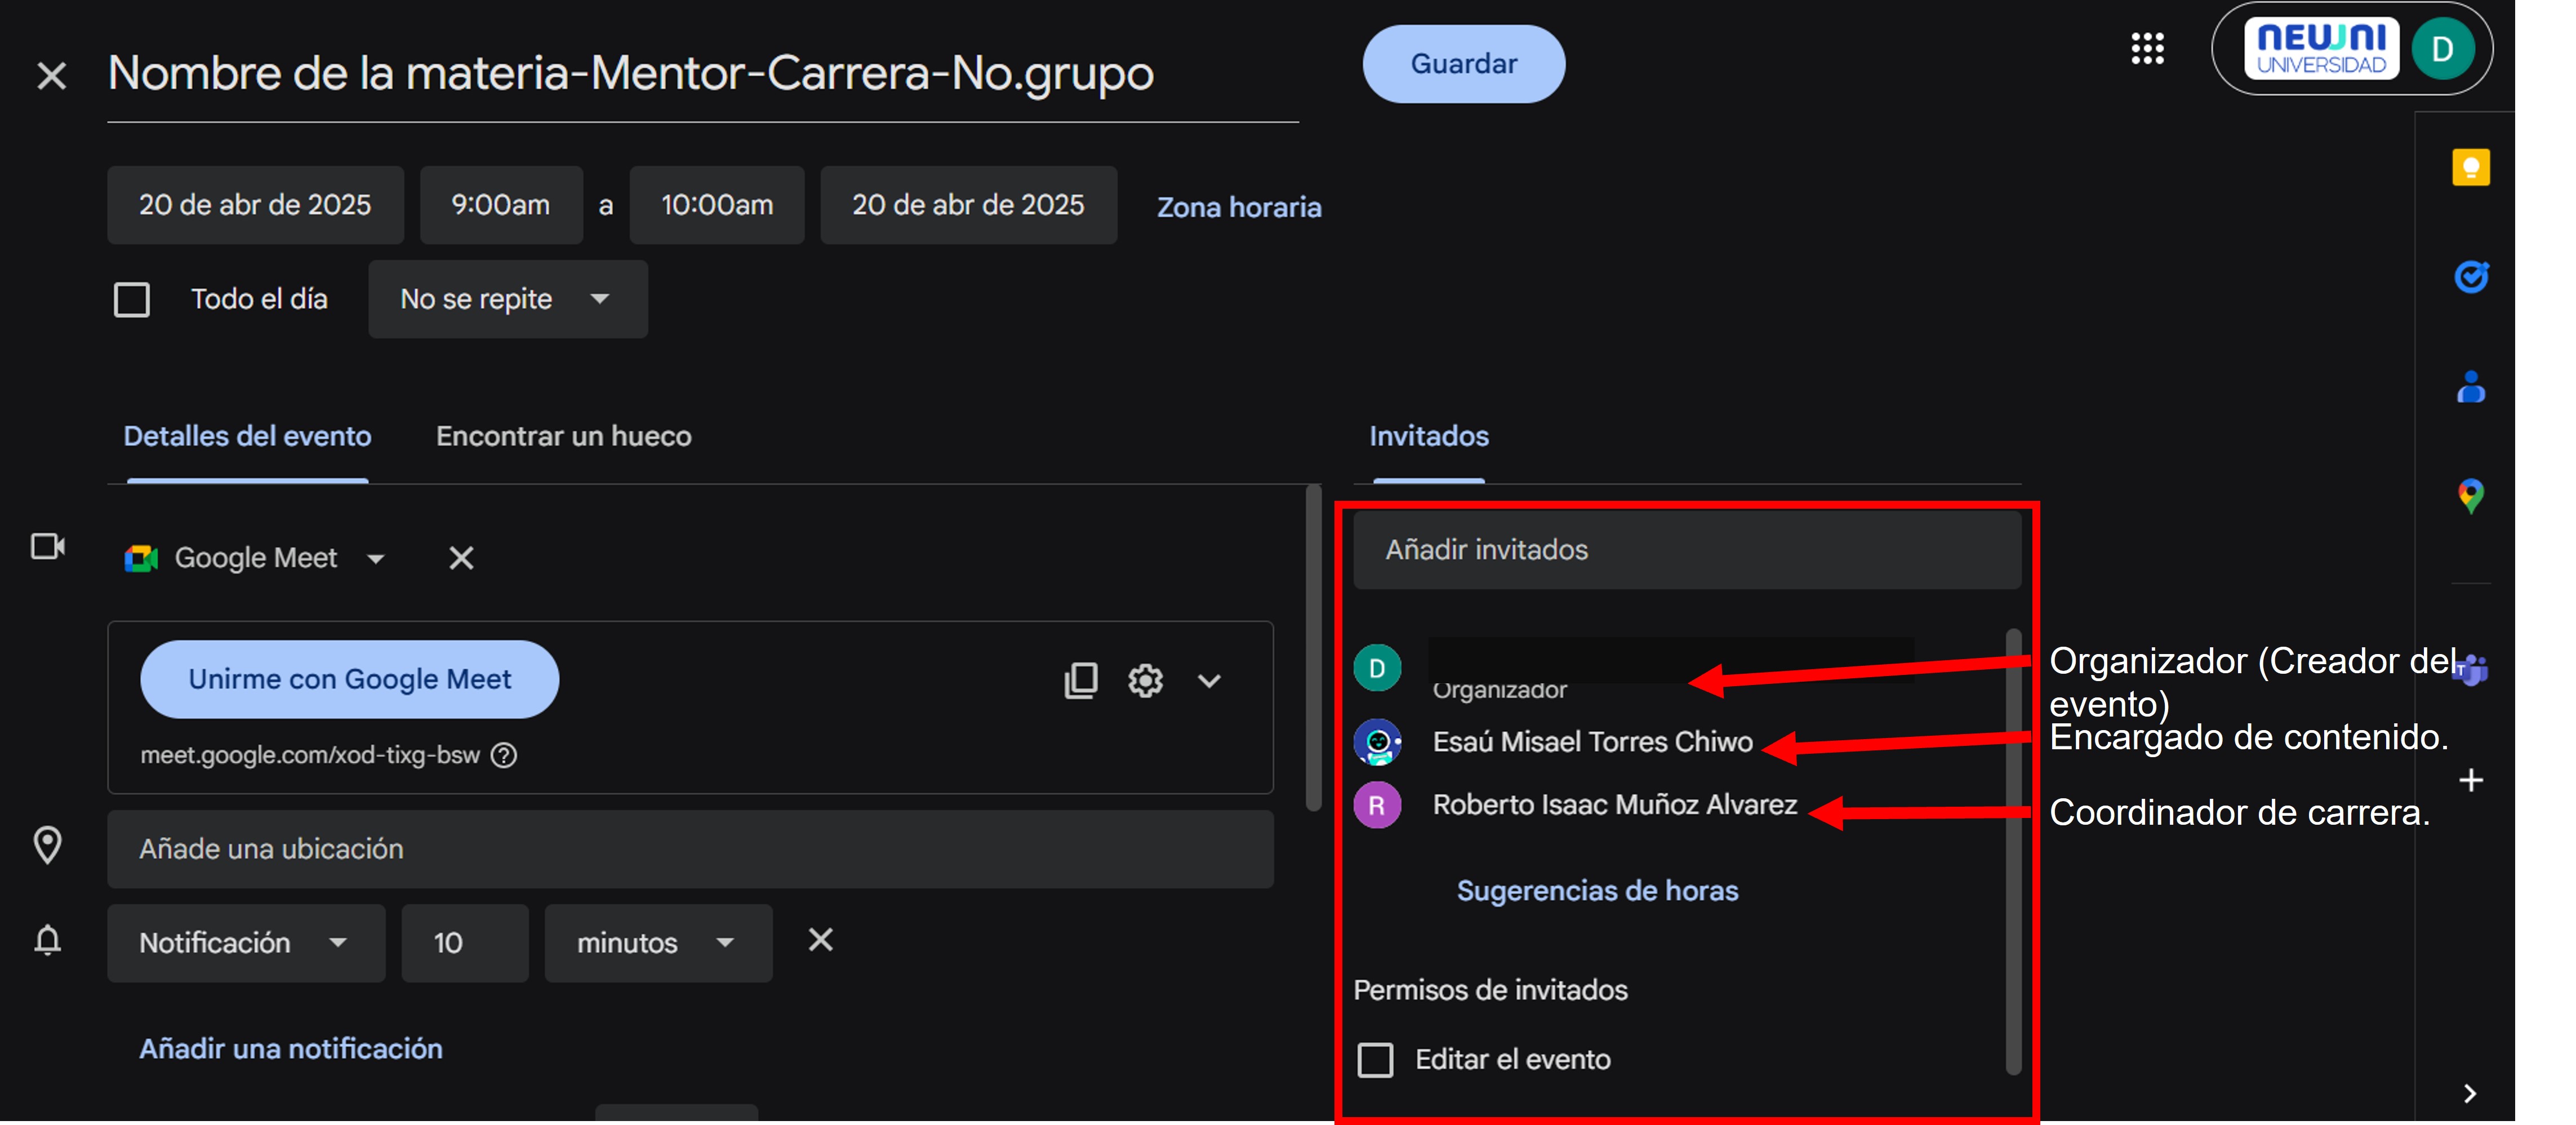 Nombre de la materia-Mentor-Carrera-No.grupo
Guardar
NEWNI
UNIVERSIDAD
D
20 de abr de 2025
9:00am
a
10:00am
20 de abr de 2025
Zona horaria
Todo el día
No se repite
Detalles del evento
Encontrar un hueco
Google Meet
Unirme con Google Meet
meet.google.com/xod-tixg-bsw
Añade una ubicación
Notificación
10
minutos
Añadir una notificación
Invitados
Añadir invitados
D
Organizador
Organizador (Creador del
evento)
Esaú Misael Torres Chiwo
Encargado de contenido.
R
Roberto Isaac Muñoz Alvarez
Coordinador de carrera.
Sugerencias de horas
Permisos de invitados
Editar el evento
T